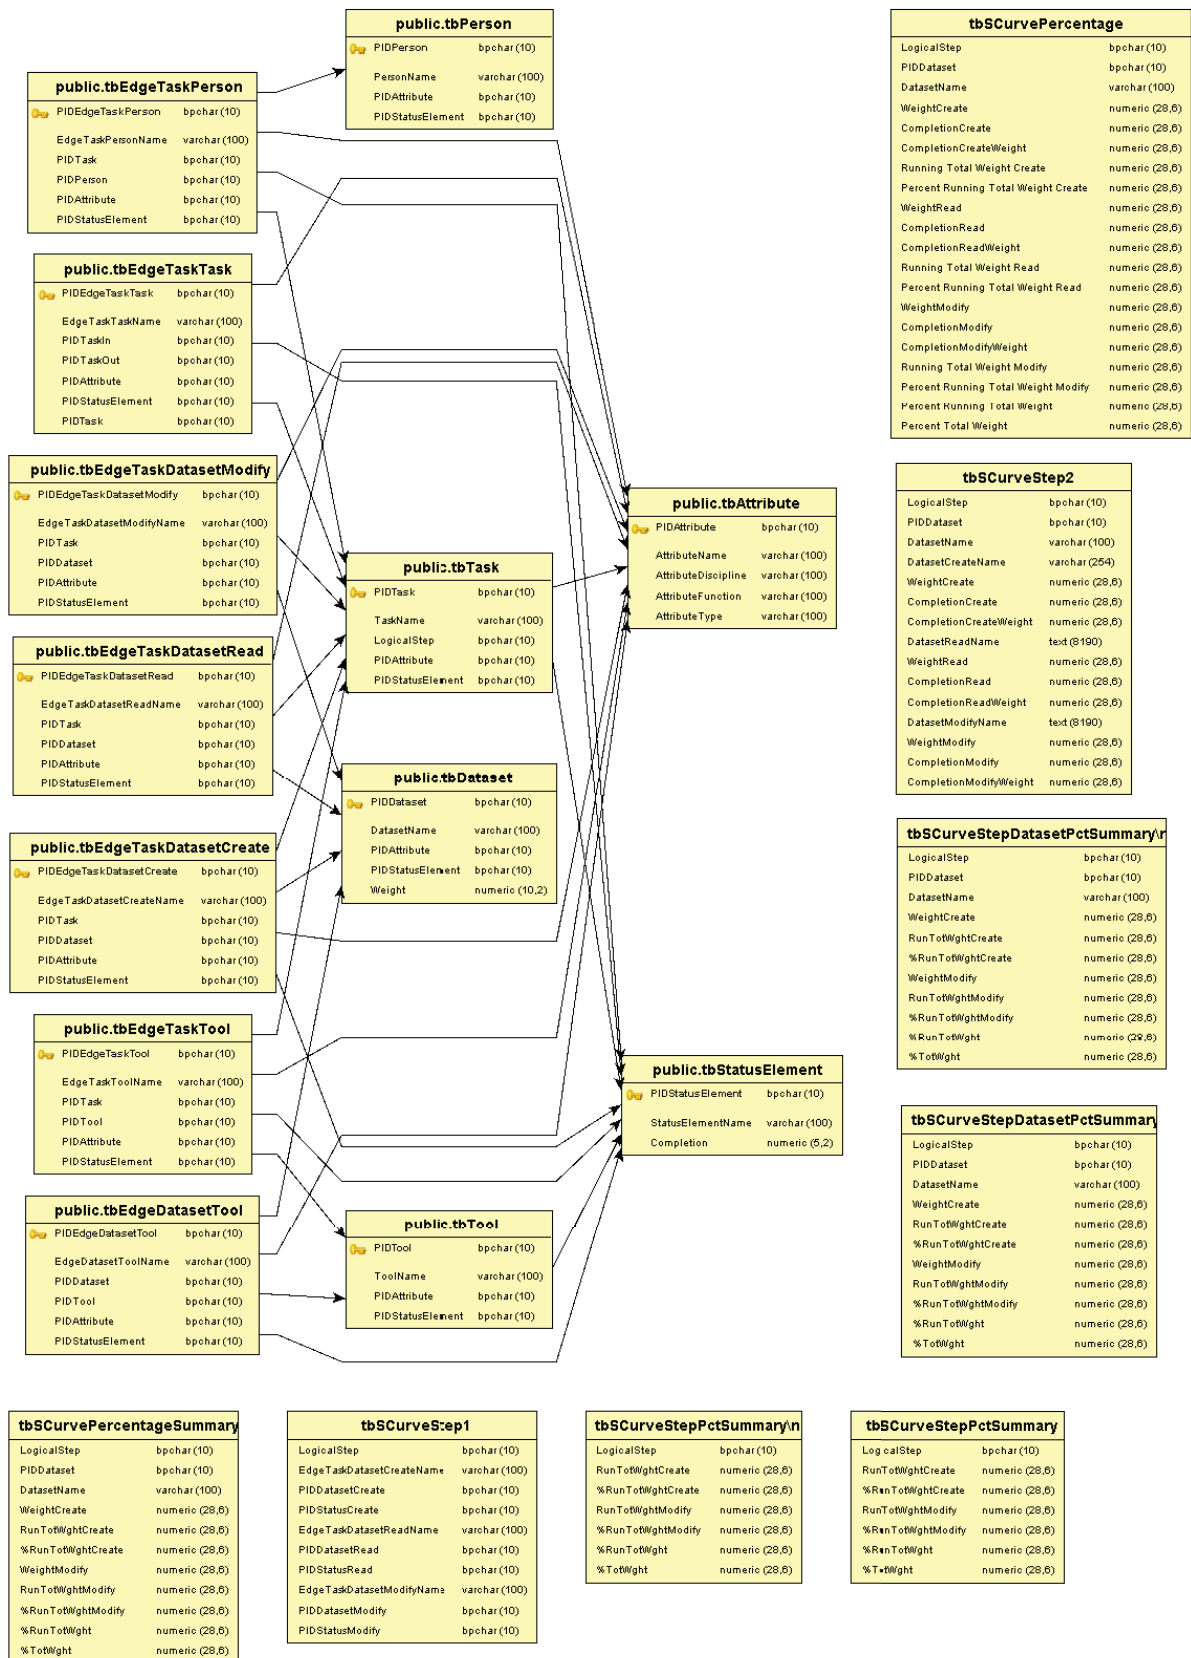 public.tbPerson
PIDPerson bpchar (10)
PersonName varchar (100)
PIDAttribute bpchar (10)
PIDStatusElement bpchar (10)
public.tbEdgeTaskPerson
PIDEdgeTaskPerson bpchar (10)
EdgeTaskPersonName varchar (100)
PIDTask bpchar (10)
PIDPerson bpchar (10)
PIDAttribute bpchar (10)
PIDStatusElement bpchar (10)
public.tbEdgeTaskTask
PIDEdgeTaskTask bpchar (10)
EdgeTaskTaskName varchar (100)
PIDTaskIn bpchar (10)
PIDTaskOut bpchar (10)
PIDAttribute bpchar (10)
PIDStatusElement bpchar (10)
PIDTask bpchar (10)
public.tbEdgeTaskDatasetModify
PIDEdgeTaskDatasetModify bpchar (10)
EdgeTaskDatasetModifyName varchar (100)
PIDTask bpchar (10)
PIDDataset bpchar (10)
PIDAttribute bpchar (10)
PIDStatusElement bpchar (10)
public.tbEdgeTaskDatasetRead
PIDEdgeTaskDatasetRead bpchar (10)
EdgeTaskDatasetReadName varchar (100)
PIDTask bpchar (10)
PIDDataset bpchar (10)
PIDAttribute bpchar (10)
PIDStatusElement bpchar (10)
public.tbEdgeTaskDatasetCreate
PIDEdgeTaskDatasetCreate bpchar (10)
EdgeTaskDatasetCreateName varchar (100)
PIDTask bpchar (10)
PIDDataset bpchar (10)
PIDAttribute bpchar (10)
PIDStatusElement bpchar (10)
public.tbEdgeTaskTool
PIDEdgeTaskTool bpchar (10)
EdgeTaskToolName varchar (100)
PIDTask bpchar (10)
PIDTool bpchar (10)
PIDAttribute bpchar (10)
PIDStatusElement bpchar (10)
public.tbEdgeDatasetTool
PIDEdgeDatasetTool bpchar (10)
EdgeDatasetToolName varchar (100)
PIDDataset bpchar (10)
PIDTool bpchar (10)
PIDAttribute bpchar (10)
PIDStatusElement bpchar (10)
public.tbTask
PIDTask bpchar (10)
TaskName varchar (100)
LogicalStep bpchar (10)
PIDAttribute bpchar (10)
PIDStatusElement bpchar (10)
public.tbDataset
PIDDataset bpchar (10)
DatasetName varchar (100)
PIDAttribute bpchar (10)
PIDStatusElement bpchar (10)
Weight numeric (10,2)
public.tbTool
PIDTool bpchar (10)
ToolName varchar (100)
PIDAttribute bpchar (10)
PIDStatusElement bpchar (10)
public.tbAttribute
PIDAttribute bpchar (10)
AttributeName varchar (100)
AttributeDiscipline varchar (100)
AttributeFunction varchar (100)
AttributeType varchar (100)
public.tbStatusElement
PIDStatusElement bpchar (10)
StatusElementName varchar (100)
Completion numeric (5,2)
tbSCurvePercentage
LogicalStep bpchar (10)
PIDDataset bpchar (10)
DatasetName varchar (100)
WeightCreate numeric (28,6)
CompletionCreate numeric (28,6)
CompletionCreateWeight numeric (28,6)
Running Total Weight Create numeric (28,6)
Percent Running Total Weight Create numeric (28,6)
WeightRead numeric (28,6)
CompletionRead numeric (28,6)
CompletionReadWeight numeric (28,6)
Running Total Weight Read numeric (28,6)
Percent Running Total Weight Read numeric (28,6)
WeightModify numeric (28,6)
CompletionModify numeric (28,6)
CompletionModifyWeight numeric (28,6)
Running Total Weight Modify numeric (28,6)
Percent Running Total Weight Modify numeric (28,6)
Percent Running Total Weight numeric (28,6)
Percent Total Weight numeric (28,6)
tbSCurveStep2
LogicalStep bpchar (10)
PIDDataset bpchar (10)
DatasetName varchar (100)
DatasetCreateName varchar (254)
WeightCreate numeric (28,6)
CompletionCreate numeric (28,6)
CompletionCreateWeight numeric (28,6)
DatasetReadName text (8190)
WeightRead numeric (28,6)
CompletionRead numeric (28,6)
CompletionReadWeight numeric (28,6)
DatasetModifyName text (8190)
WeightModify numeric (28,6)
CompletionModify numeric (28,6)
CompletionModifyWeight numeric (28,6)
tbSCurveStepDatasetPctSummary\n
LogicalStep bpchar (10)
PIDDataset bpchar (10)
DatasetName varchar (100)
WeightCreate numeric (28,6)
RunTotWghtCreate numeric (28,6)
%RunTotWghtCreate numeric (28,6)
WeightModify numeric (28,6)
RunTotWghtModify numeric (28,6)
%RunTotWghtModify numeric (28,6)
%RunTotWght numeric (28,6)
%TotWght numeric (28,6)
tbSCurveStepDatasetPctSummary
LogicalStep bpchar (10)
PIDDataset bpchar (10)
DatasetName varchar (100)
WeightCreate numeric (28,6)
RunTotWghtCreate numeric (28,6)
%RunTotWghtCreate numeric (28,6)
WeightModify numeric (28,6)
RunTotWghtModify numeric (28,6)
%RunTotWghtModify numeric (28,6)
%RunTotWght numeric (28,6)
%TotWght numeric (28,6)
tbSCurvePercentageSummary
LogicalStep bpchar (10)
PIDDataset bpchar (10)
DatasetName varchar (100)
WeightCreate numeric (28,6)
RunTotWghtCreate numeric (28,6)
%RunTotWghtCreate numeric (28,6)
WeightModify numeric (28,6)
RunTotWghtModify numeric (28,6)
%RunTotWghtModify numeric (28,6)
%RunTotWght numeric (28,6)
%TotWght numeric (28,6)
tbSCurveStep1
LogicalStep bpchar (10)
EdgeTaskDatasetCreateName varchar (100)
PIDDatasetCreate bpchar (10)
PIDStatusCreate bpchar (10)
EdgeTaskDatasetReadName varchar (100)
PIDDatasetRead bpchar (10)
PIDStatusRead bpchar (10)
EdgeTaskDatasetModifyName varchar (100)
PIDDatasetModify bpchar (10)
PIDStatusModify bpchar (10)
tbSCurveStepPctSummary\n
LogicalStep bpchar (10)
RunTotWghtCreate numeric (28,6)
%RunTotWghtCreate numeric (28,6)
RunTotWghtModify numeric (28,6)
%RunTotWghtModify numeric (28,6)
%RunTotWght numeric (28,6)
%TotWght numeric (28,6)
tbSCurveStepPctSummary
LogicalStep bpchar (10)
RunTotWghtCreate numeric (28,6)
%RunTotWghtCreate numeric (28,6)
RunTotWghtModify numeric (28,6)
%RunTotWghtModify numeric (28,6)
%RunTotWght numeric (28,6)
%TotWght numeric (28,6)